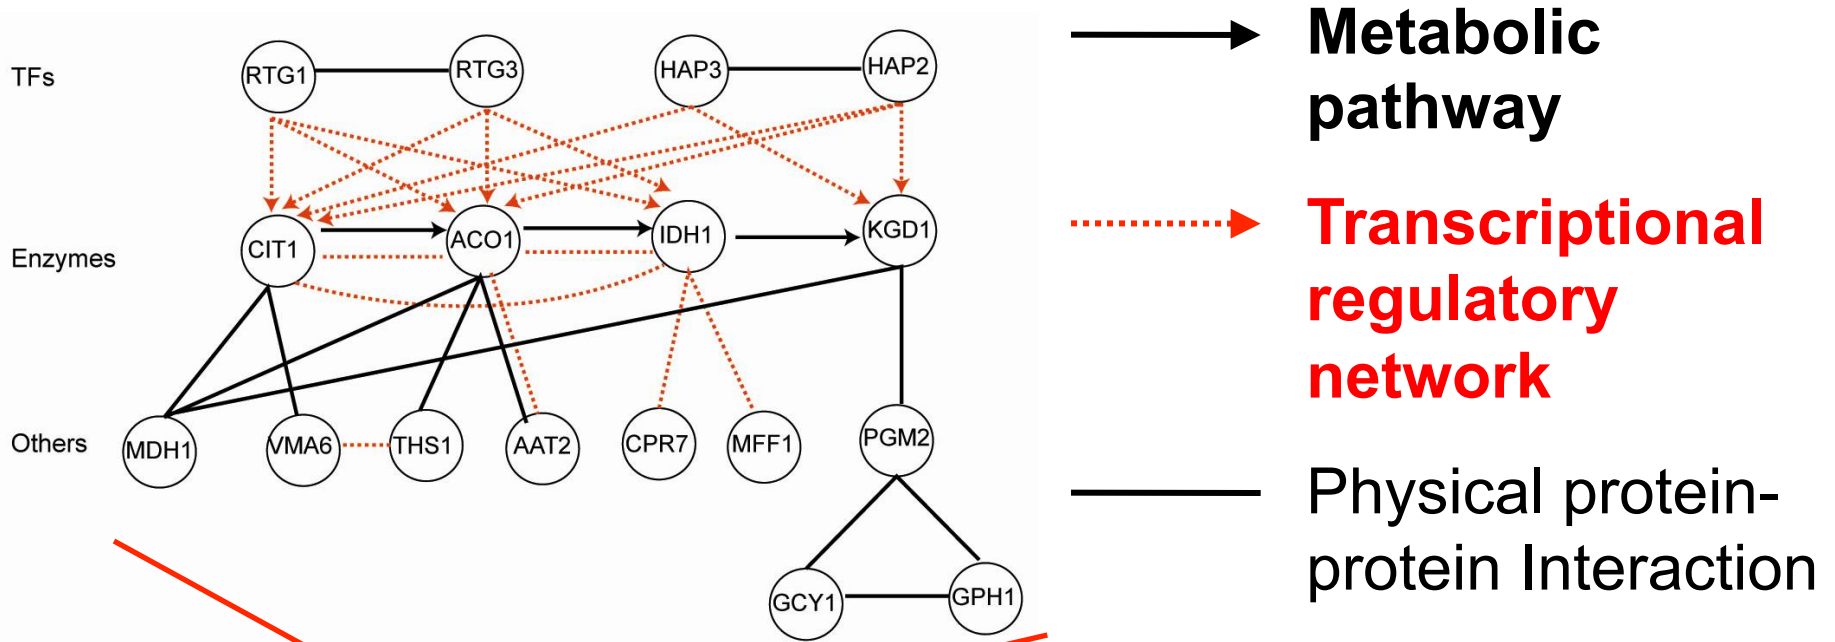 TFs
RTG1
RTG3
HAP3
HAP2
Enzymes
CIT1
ACO1
IDH1
KGD1
Others
MDH1
VMA6
THS1
AAT2
CPR7
MFF1
PGM2
GCY1
GPH1
Metabolic
pathway
Transcriptional
regulatory
network
Physical protein-
protein Interaction